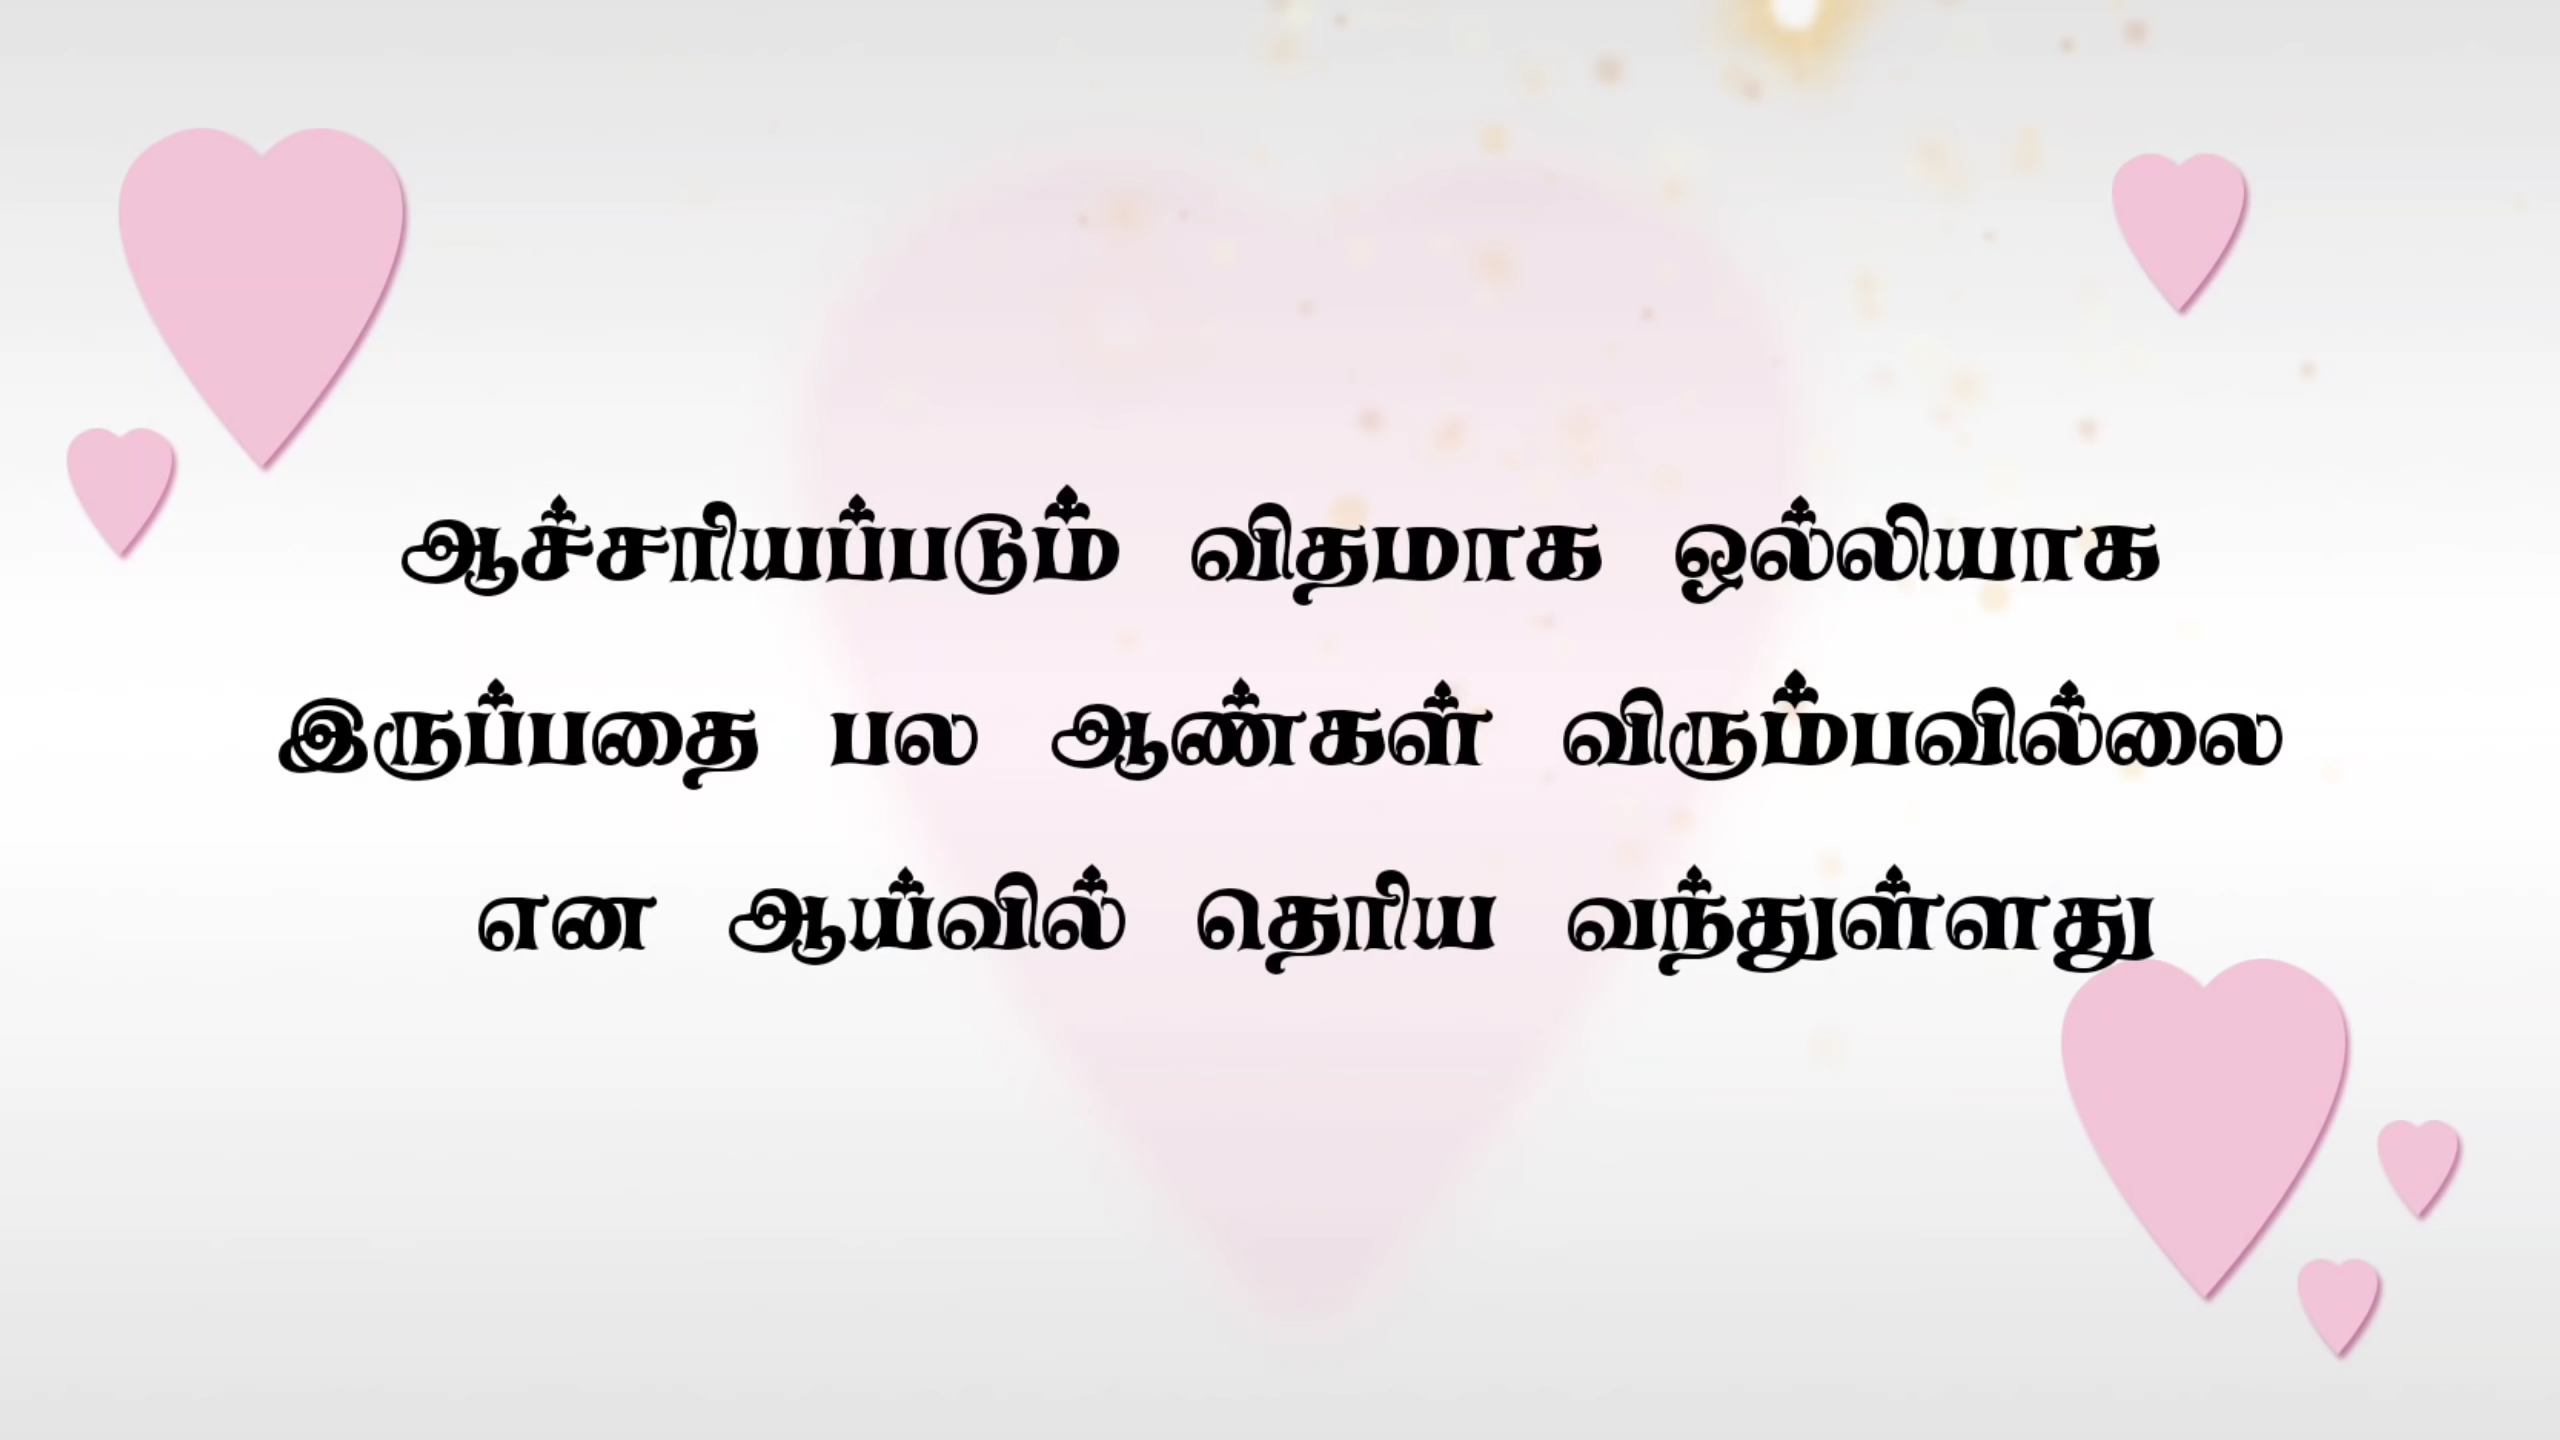 ஆச்சரியப்படும் விதமாக ஒல்லியாக
இருப்பதை பல ஆண்கள் விரும்பவில்லை
என ஆய்வில் தெரிய வந்துள்ளது